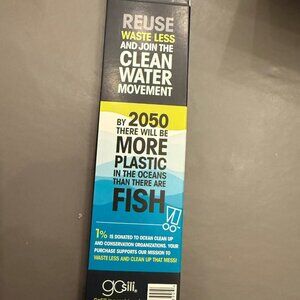 REUSE
WASTE LESS
AND JOIN THE
CLEAN
WATER
MOVEMENT
BY 2050
THERE WILL BE
MORE
PLASTIC
IN THE OCEANS
THAN THERE ARE
FISH
1% IS DONATED TO OCEAN CLEAN UP
AND CONSERVATION ORGANIZATIONS. YOUR
PURCHASE SUPPORTS OUR MISSION TO
WASTE LESS AND CLEAN UP THAT MESS!
gosili